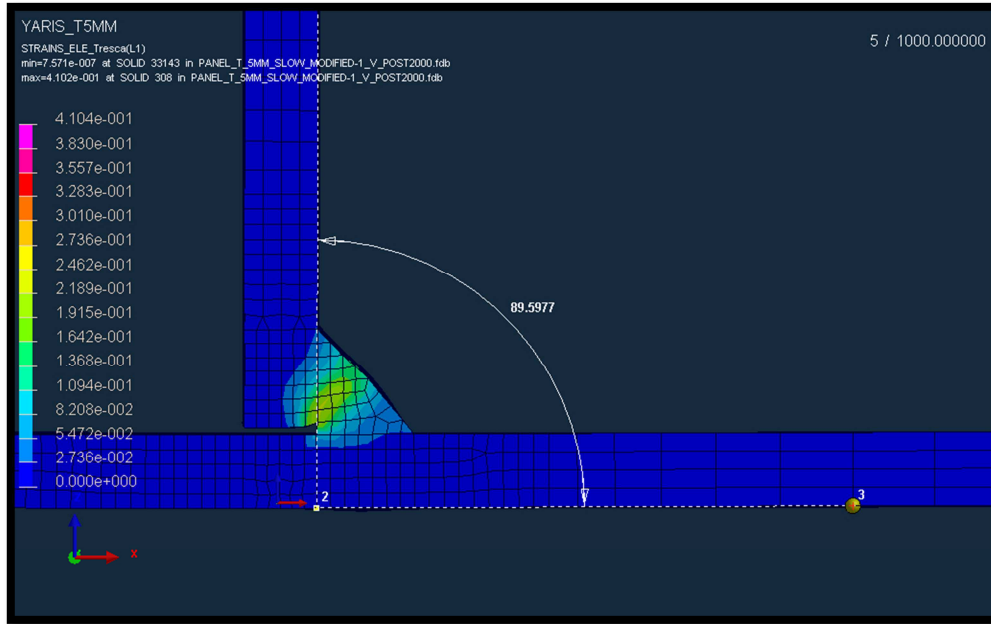 YARIS_T5MM
5 / 1000.000000
STRAINS_ELE_Tresca(L1)
min=7.571e-007 at SOLID 33143 in PANEL_T_5MM_SLOW_MODIFIED-1_V_POST2000.fdb
max=4.102e-001 at SOLID 308 in PANEL_T_5MM_SLOW_MODIFIED-1_V_POST2000.fdb
4.104e-001
3.830e-001
3.557e-001
3.283e-001
3.010e-001
2.736e-001
2.462e-001
2.189e-001
1.915e-001
1.642e-001
1.368e-001
1.094e-001
8.208e-002
5.472e-002
2.736e-002
0.000e+000
89.5977
2
3
x